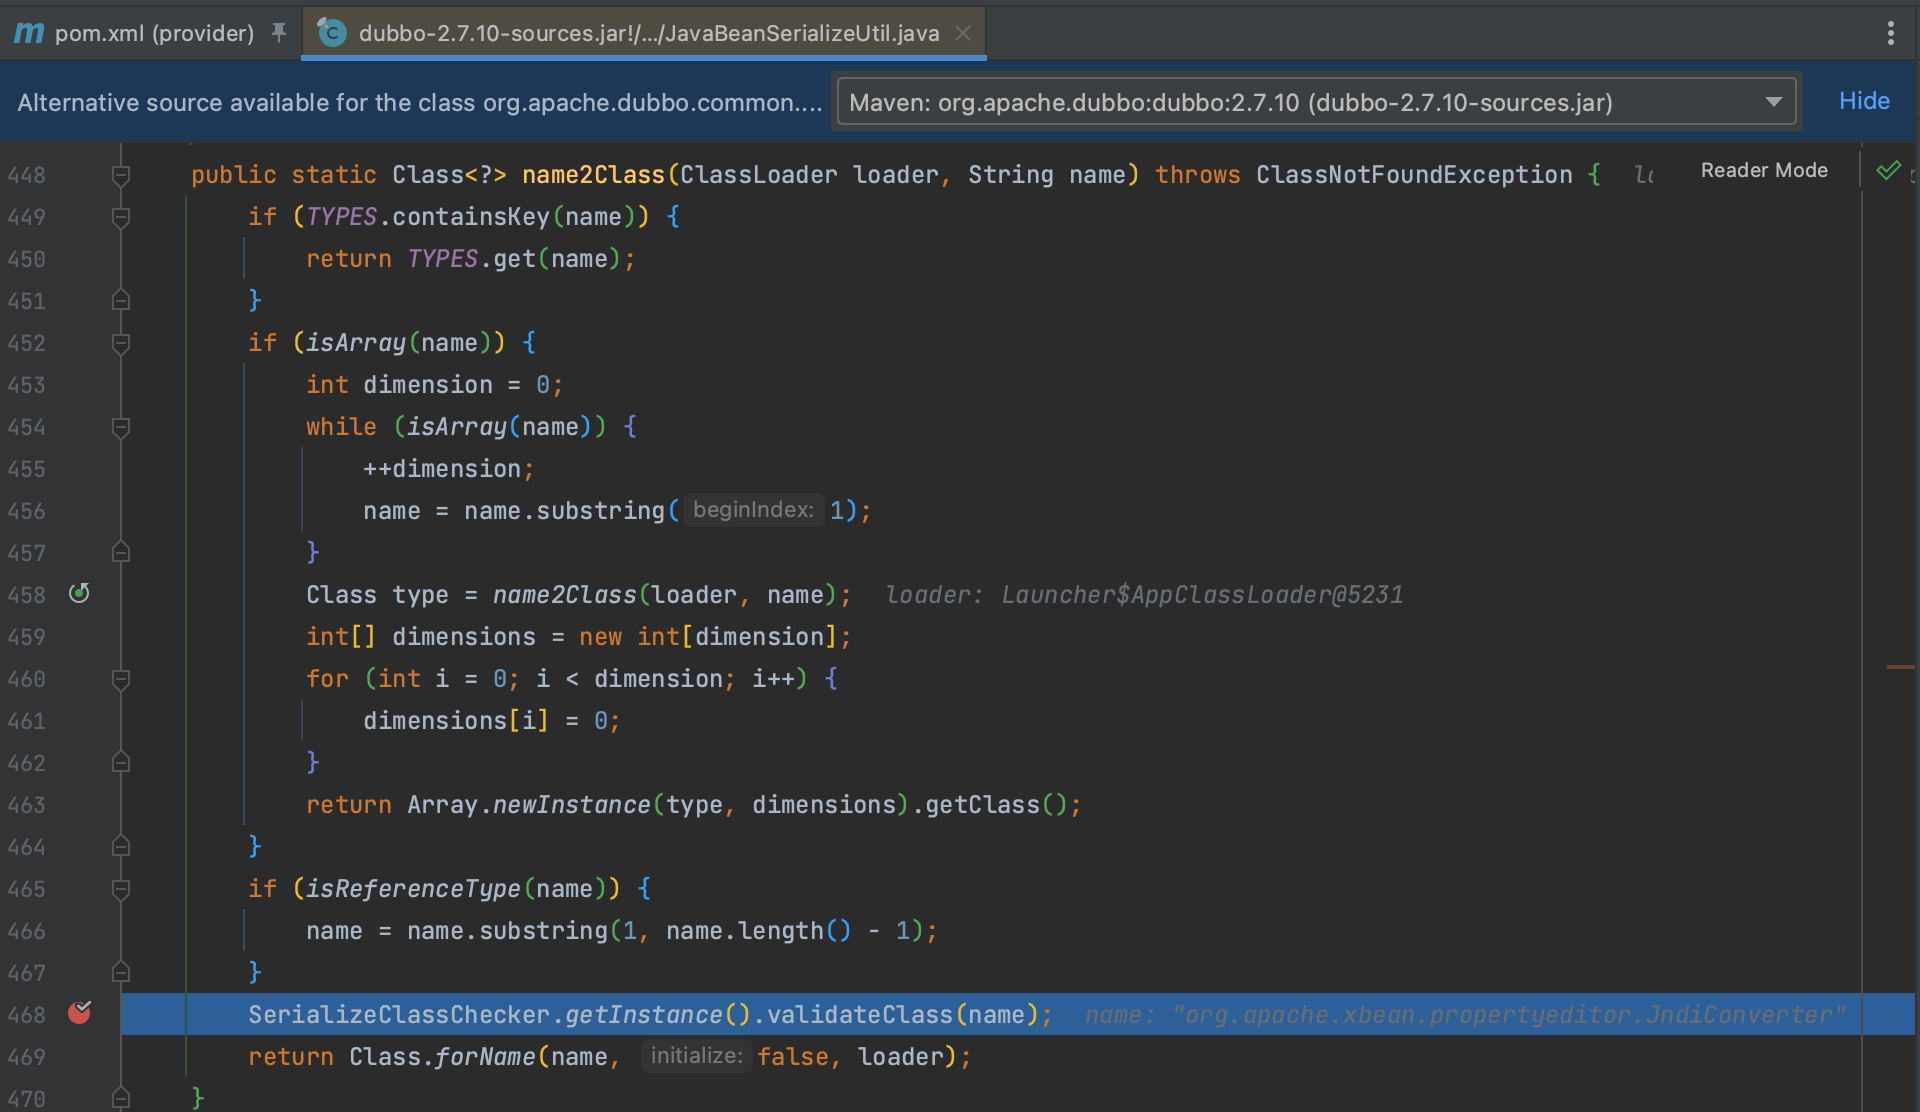 pom.xml (provider) dubbo-2.7.10-sources.jar!/.../JavaBeanSerializeUtil.java
Alternative source available for the class org.apache.dubbo.common.... Maven: org.apache.dubbo:dubbo:2.7.10 (dubbo-2.7.10-sources.jar) Hide
448 public static Class<?> name2Class(ClassLoader loader, String name) throws ClassNotFoundException { Reader Mode
449 if (TYPES.containsKey(name)) {
450 return TYPES.get(name);
451 }
452 if (isArray(name)) {
453 int dimension = 0;
454 while (isArray(name)) {
455 ++dimension;
456 name = name.substring( beginIndex: 1);
457 }
458 Class type = name2Class(loader, name); loader: Launcher$AppClassLoader@5231
459 int[] dimensions = new int[dimension];
460 for (int i = 0; i < dimension; i++) {
461 dimensions[i] = 0;
462 }
463 return Array.newInstance(type, dimensions).getClass();
464 }
465 if (isReferenceType(name)) {
466 name = name.substring(1, name.length() - 1);
467 }
468 SerializeClassChecker.getInstance().validateClass(name); name: "org.apache.xbean.propertyeditor.JndiConverter"
469 return Class.forName(name, initialize: false, loader);
470 }